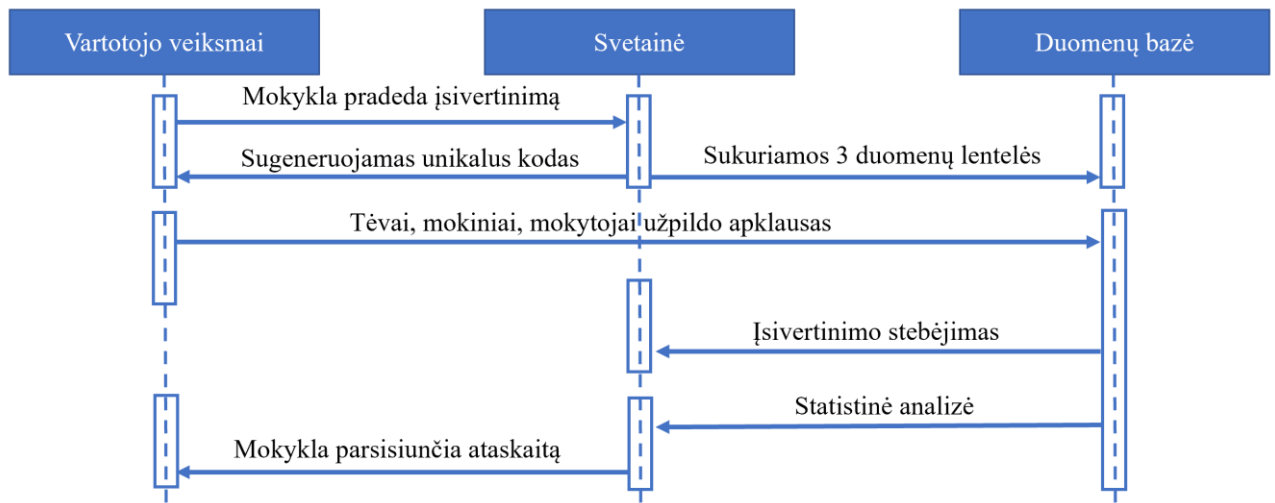 Vartotojo veiksmai
Svetainė
Duomenų bazė
Mokykla pradeda įsivertinimą
Sugeneruojamas unikalus kodas
Sukuriamos 3 duomenų lentelės
Tėvai, mokiniai, mokytojai užpildo apklausas
Įsivertinimo stebėjimas
Statistinė analizė
Mokykla parsisiunčia ataskaitą